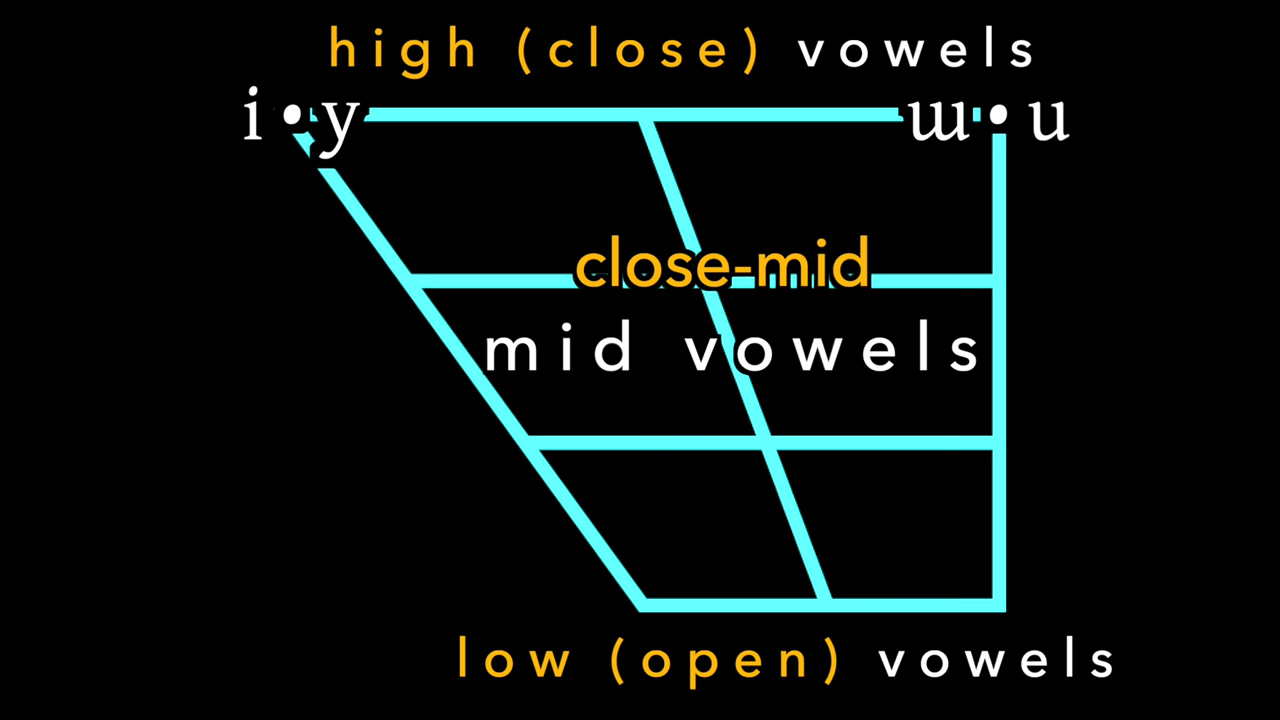 high (close) vowels
i • y ɯ • u
close-mid
mid vowels
low (open) vowels